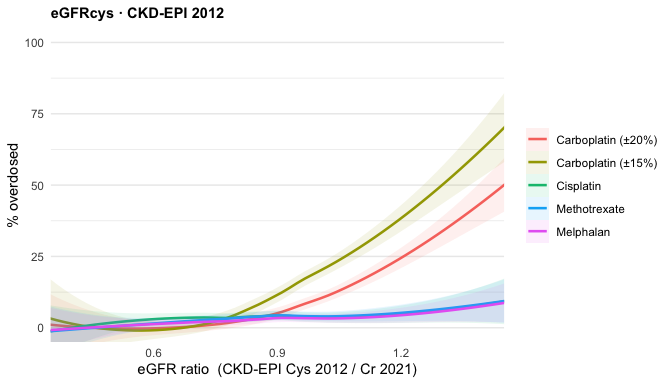 eGFRcys · CKD-EPI 2012
% overdosed
100
75
50
25
0
0.6 0.9 1.2
eGFR ratio (CKD-EPI Cys 2012 / Cr 2021)
Carboplatin (±20%)
Carboplatin (±15%)
Cisplatin
Methotrexate
Melphalan